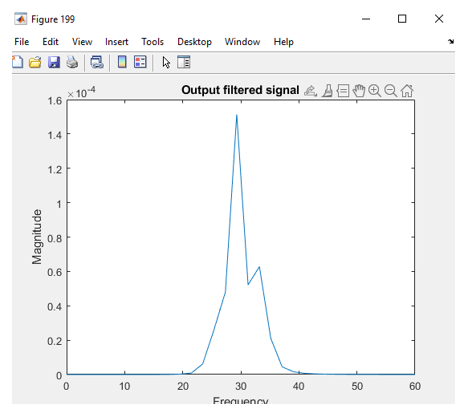 Figure 199
File Edit View Insert Tools Desktop Window Help
×10⁻⁴
Output filtered signal
1.6
1.4
1.2
1
0.8
0.6
0.4
0.2
0
Magnitude
0 10 20 30 40 50 60
Frequency